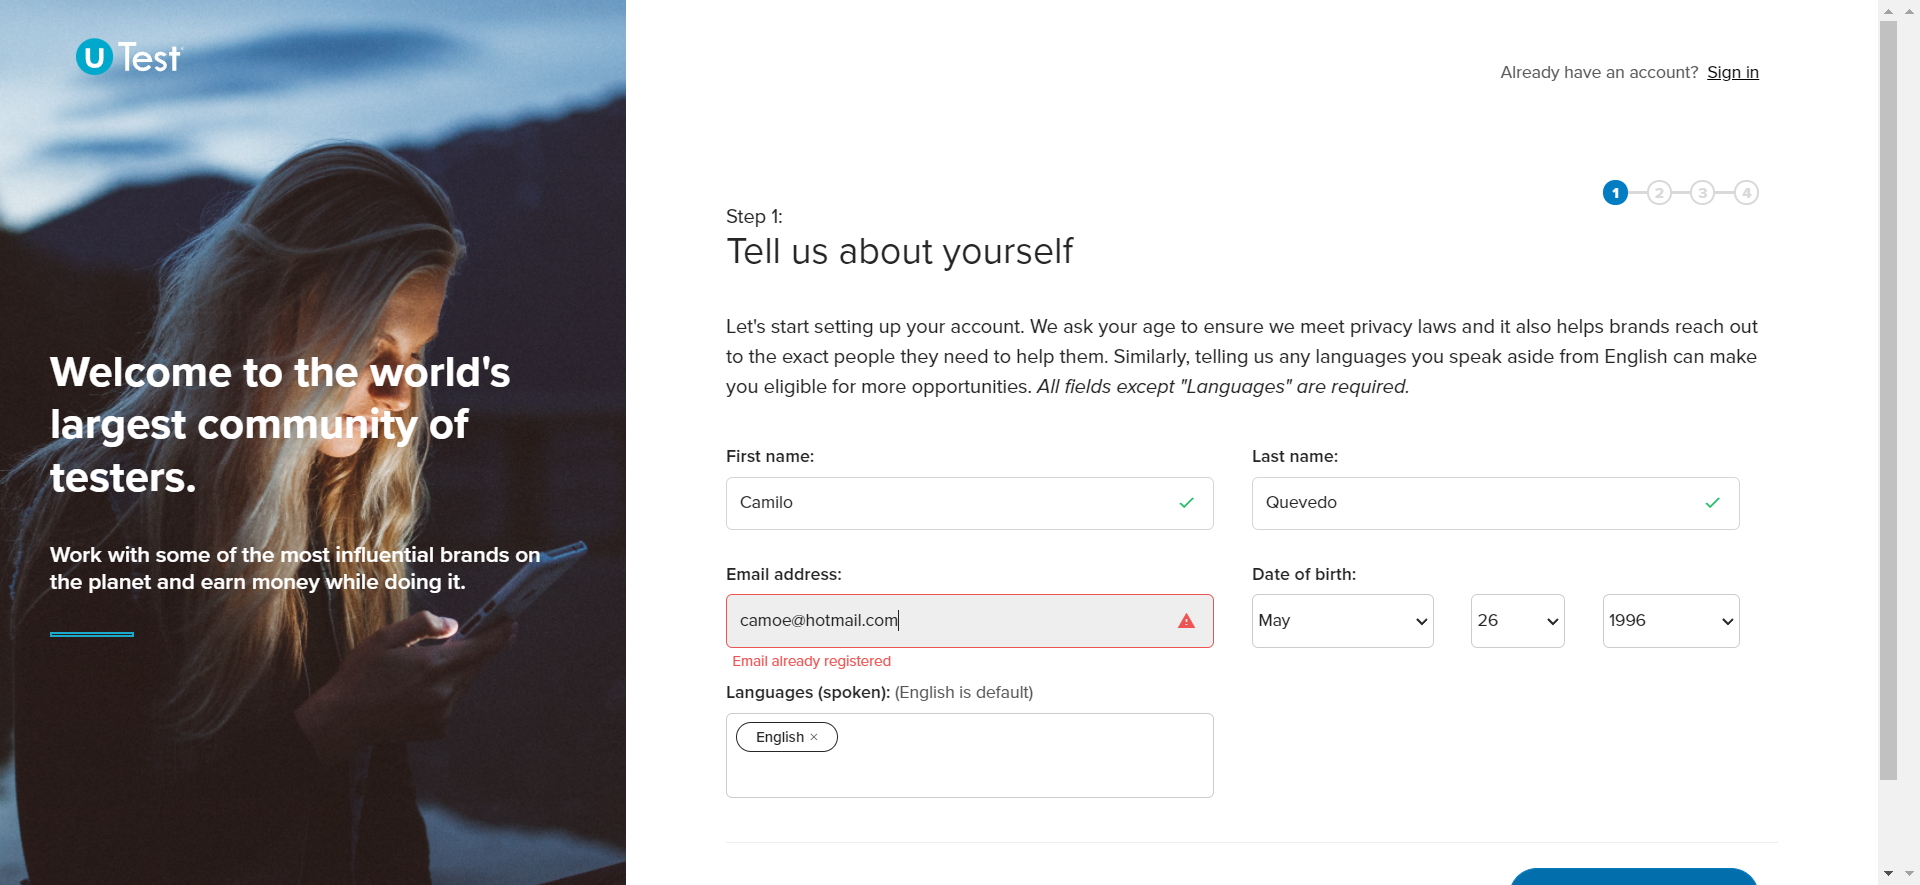 U Test
Welcome to the world's
largest community of
testers.
Work with some of the most influential brands on
the planet and earn money while doing it.
Already have an account? Sign in
1 2 3 4
Step 1:
Tell us about yourself
Let's start setting up your account. We ask your age to ensure we meet privacy laws and it also helps brands reach out
to the exact people they need to help them. Similarly, telling us any languages you speak aside from English can make
you eligible for more opportunities. All fields except "Languages" are required.
First name:
Camilo
Last name:
Quevedo
Email address:
camoe@hotmail.com
Email already registered
Date of birth:
May
26
1996
Languages (spoken): (English is default)
English ×